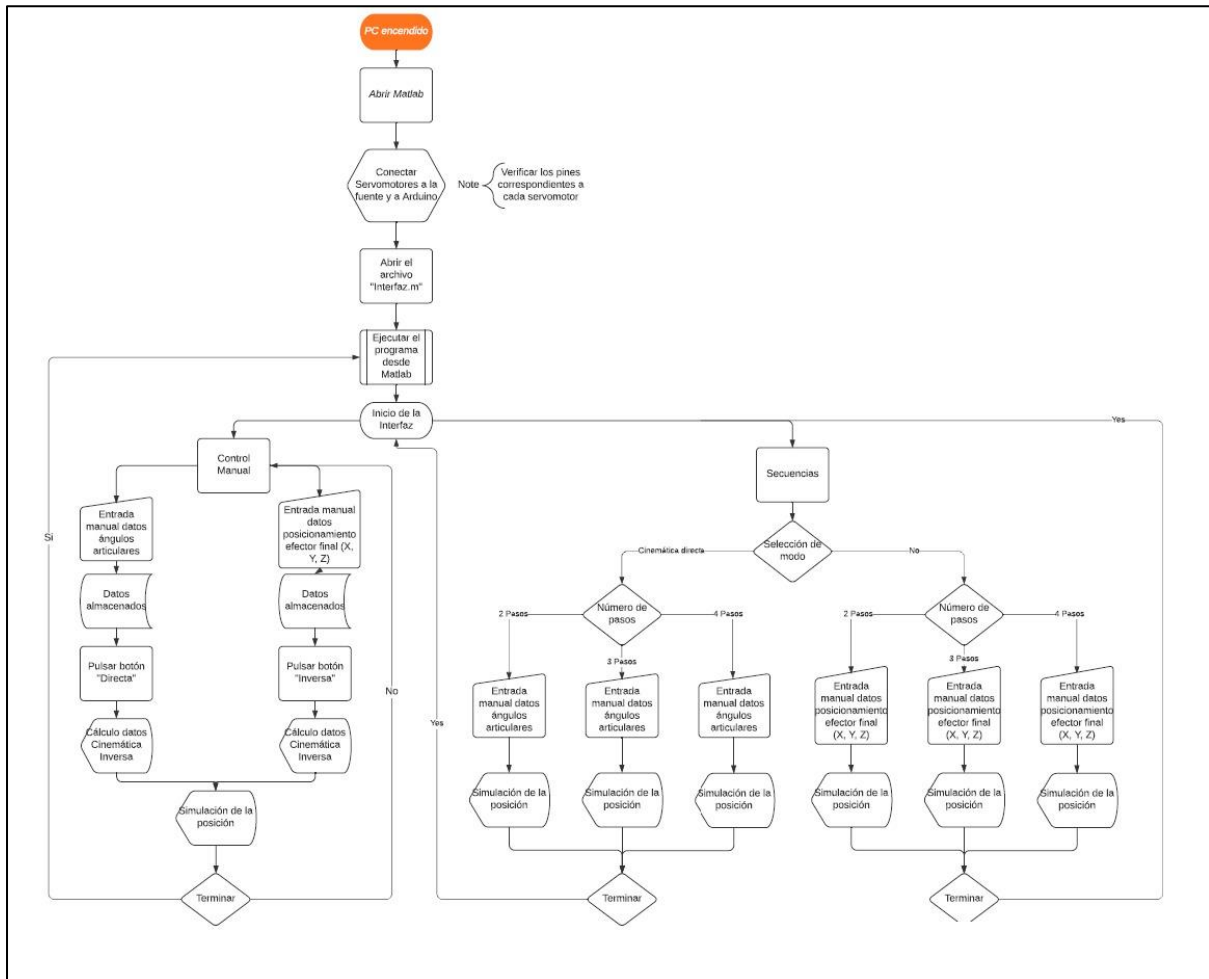 PC encendido
Abrir Matlab
Conectar
Servomotores a la
fuente y a Arduino
Note
Verificar los pines
correspondientes a
cada servomotor
Abrir el
archivo
"Interfaz.m"
Ejecutar el
programa
desde
Matlab
Inicio de la
Interfaz
Yes
Control
Manual
Secuencias
Entrada
manual datos
ángulos
articulares
Entrada manual
datos
posicionamiento
efector final (X,
Y, Z)
Si
Selección de
modo
Cinemática directa
No
Datos
almacenados
Datos
almacenados
Número de
pasos
2 Pasos
4 Pasos
3 Pasos
Número de
pasos
2 Pasos
4 Pasos
3 Pasos
Pulsar botón
"Directa"
Pulsar botón
"Inversa"
No
Entrada
manual datos
ángulos
articulares
Entrada
manual datos
ángulos
articulares
Entrada
manual datos
ángulos
articulares
Entrada
manual datos
posicionamiento
efector final
(X, Y, Z)
Entrada
manual datos
posicionamiento
efector final
(X, Y, Z)
Entrada
manual datos
posicionamiento
efector final
(X, Y, Z)
Yes
Cálculo datos
Cinemática
Inversa
Cálculo datos
Cinemática
Inversa
Simulación de la
posición
Simulación de la
posición
Simulación de la
posición
Simulación de la
posición
Simulación de la
posición
Simulación de la
posición
Simulación de la
posición
Terminar
Terminar
Terminar